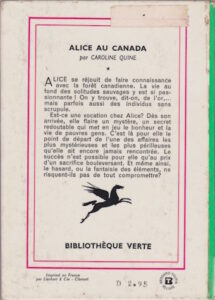 ALICE AU CANADA
par CAROLINE QUINE
ALICE se réjouit de faire connaissance
avec la forêt canadienne. La vie au
fond des solitudes sauvages y est si pas-
sionnante ! On y trouve, dit-on, de l'or,...
mais parfois aussi des individus sans
scrupule.
Est-ce une vocation chez Alice? Dès
son arrivée, elle flaire un mystère, un secret
redoutable qui met en jeu le bonheur et la
vie de pauvres gens. C'est là pour elle le
point de départ de l'une des affaires les
plus mystérieuses et les plus périlleuses
qu'elle ait encore jamais rencontrée. Le
succès n'est possible pour elle qu'au prix
d'un sacrifice bouleversant. Et même ainsi,
le hasard, ou la fantaisie des éléments, ne
risquent-ils pas de tout compromettre?
BIBLIOTHÈQUE VERTE
Imprimé en France
D 2.95
T